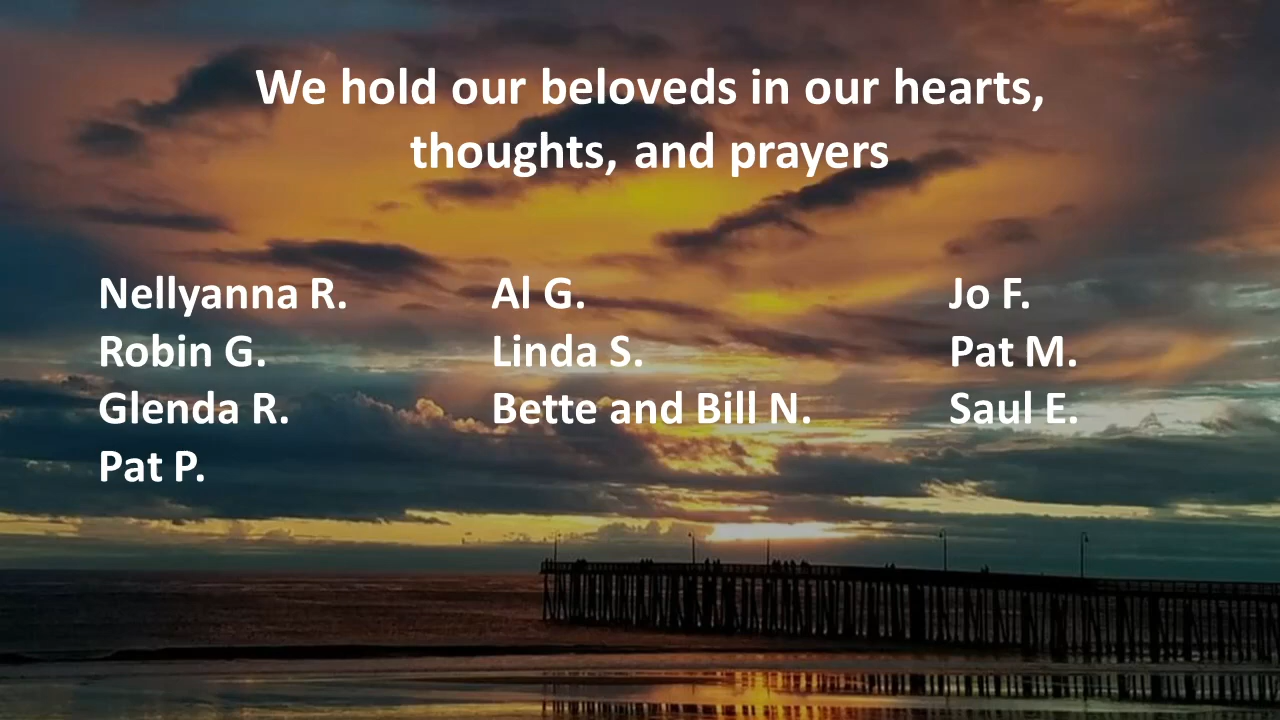 We hold our beloveds in our hearts,
thoughts, and prayers
Nellyanna R.
Robin G.
Glenda R.
Pat P.
Al G.
Linda S.
Bette and Bill N.
Jo F.
Pat M.
Saul E.